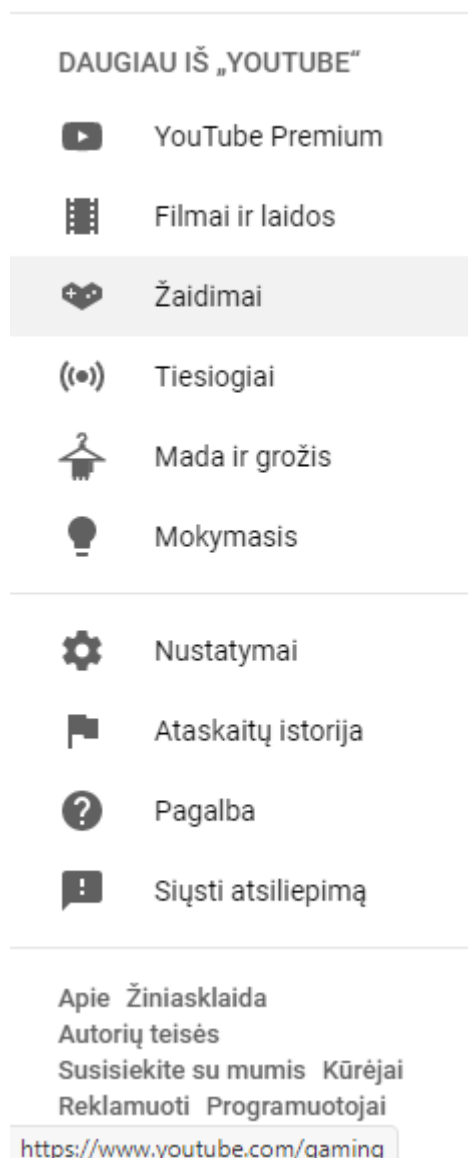 DAUGIAU IŠ „YOUTUBE“
YouTube Premium
Filmai ir laidos
Žaidimai
Tiesiogiai
Mada ir grožis
Mokymasis
Nustatymai
Ataskaitų istorija
Pagalba
Siųsti atsiliepimą
Apie Žiniasklaida
Autorių teisės
Susisiekite su mumis Kūrėjai
Reklamuoti Programuotojai
https://www.youtube.com/gaming